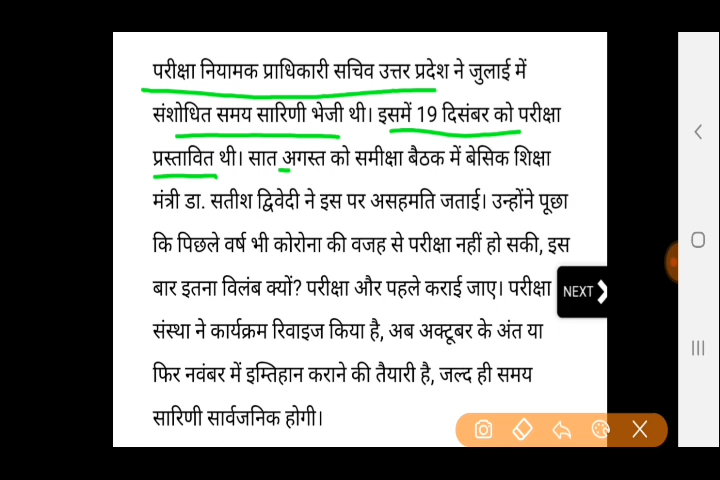 परीक्षा नियामक प्राधिकारी सचिव उत्तर प्रदेश ने जुलाई में
संशोधित समय सारिणी भेजी थी। इसमें 19 दिसंबर को परीक्षा
प्रस्तावित थी। सात अगस्त को समीक्षा बैठक में बेसिक शिक्षा
मंत्री डा. सतीश द्विवेदी ने इस पर असहमति जताई। उन्होंने पूछा
कि पिछले वर्ष भी कोरोना की वजह से परीक्षा नहीं हो सकी, इस
बार इतना विलंब क्यों? परीक्षा और पहले कराई जाए। परीक्षा
NEXT
संस्था ने कार्यक्रम रिवाइज किया है, अब अक्टूबर के अंत या
फिर नवंबर में इम्तिहान कराने की तैयारी है, जल्द ही समय
सारिणी सार्वजनिक होगी।